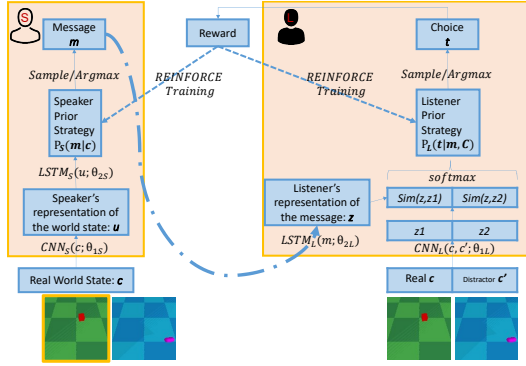 S
Message
m
Sample/Argmax
Speaker
Prior
Strategy
P_S(m|c)
LSTM_S(u; θ_2S)
Speaker's
representation of
the world state: u
CNN_S(c; θ_1S)
Real World State: c
Reward
REINFORCE
Training
REINFORCE
Training
L
Choice
t
Sample/Argmax
Listener
Prior
Strategy
P_L(t|m, C)
softmax
Listener's
representation of
the message: z
LSTM_L(m; θ_2L)
Sim(z,z1) Sim(z,z2)
z1 z2
CNN_L(c, c'; θ_1L)
Real c Distractor c'